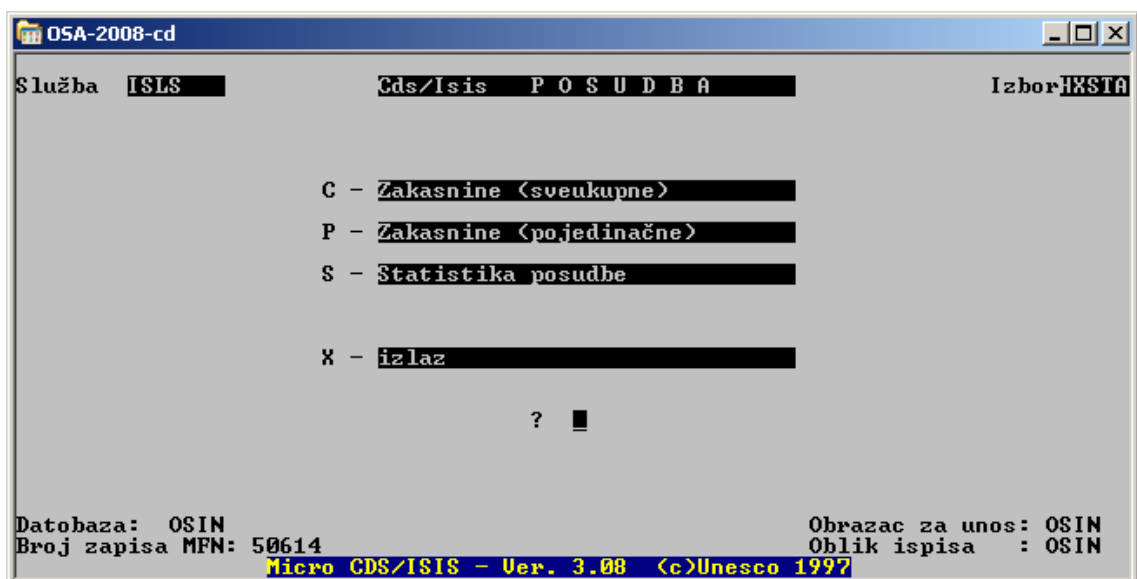 OSA-2008-cd
Služba ISLS Cds/Isis P O S U D B A Izbor HXSTA
C - Zakasnine (sveukupne)
P - Zakasnine (pojedinačne)
S - Statistika posudbe
X - izlaz
?
Datobaza: OSIN Obrazac za unos: OSIN
Broj zapisa MFN: 50614 Oblik ispisa : OSIN
Micro CDS/ISIS - Ver. 3.08 (c)Unesco 1997